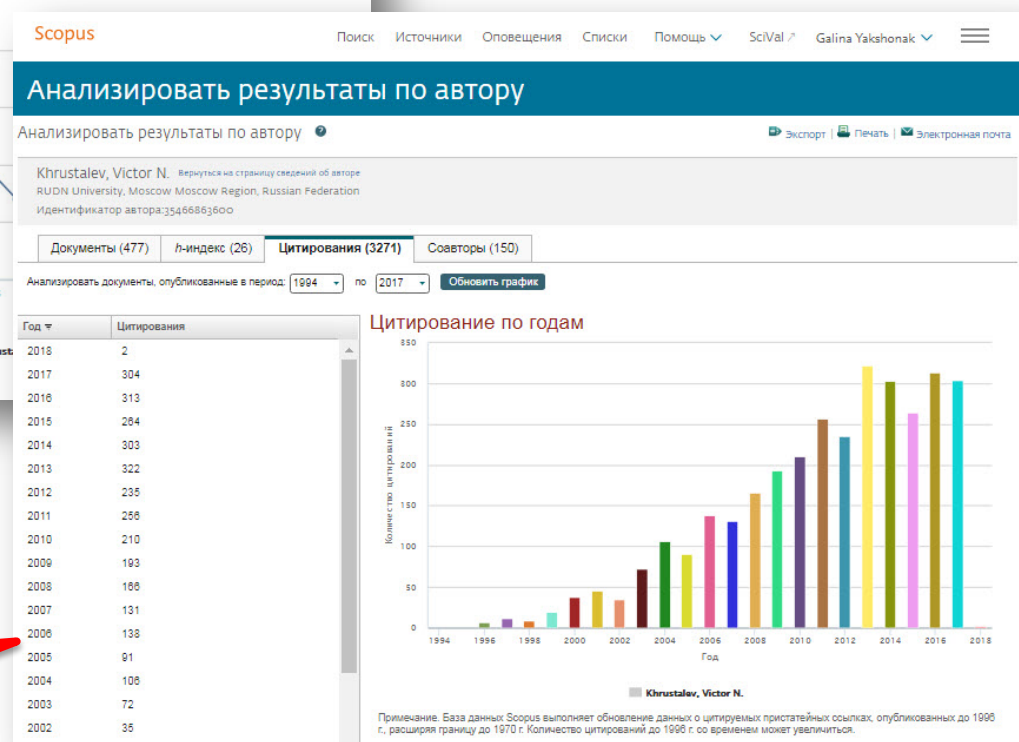 Scopus
Поиск Источники Оповещения Списки Помощь SciVal Galina Yakshonak
Анализировать результаты по автору
Анализировать результаты по автору
Экспорт | Печать | Электронная почта
Khrustalev, Victor N. Вернуться на страницу сведений об авторе
RUDN University, Moscow Moscow Region, Russian Federation
Идентификатор автора:35466863600
Документы (477) h-индекс (26) Цитирования (3271) Соавторы (150)
Анализировать документы, опубликованные в период: 1994 по 2017 Обновить график
Год Цитирования
2018 2
2017 304
2016 313
2015 264
2014 303
2013 322
2012 235
2011 256
2010 210
2009 193
2008 166
2007 131
2006 138
2005 91
2004 106
2003 72
2002 35
Цитирование по годам
350
300
250
200
150
100
50
0
Количество цитирований
1994 1996 1998 2000 2002 2004 2006 2008 2010 2012 2014 2016 2018
Год
Khrustalev, Victor N.
Примечание. База данных Scopus выполняет обновление данных о цитируемых пристатейных ссылках, опубликованных до 1996
г., расширяя границу до 1970 г. Количество цитирований до 1996 г. со временем может увеличиться.